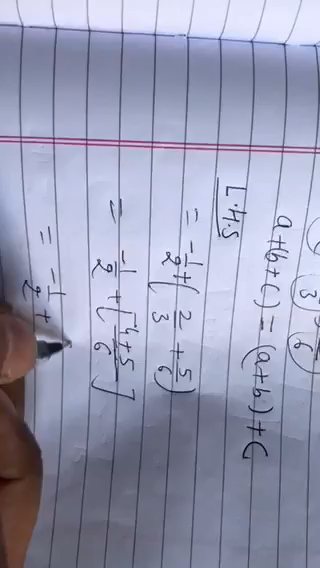 a+(b+c) = (a+b)+c
L.H.S
= -1/2 + ( 2/3 + 5/6 )
= -1/2 + [ -4+5/6 ]
= -1/2 +